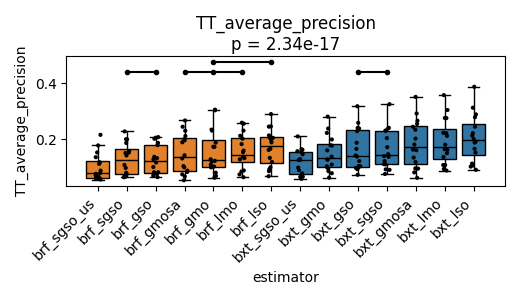 TT_average_precision
p = 2.34e-17
TT_average_precision
0.4
0.2
brf_sgso_us
brf_sgso
brf_gso
brf_gmosa
brf_gmo
brf_lmo
brf_lso
bxt_sgso_us
bxt_gmo
bxt_gso
bxt_sgso
bxt_gmosa
bxt_lmo
bxt_lso
estimator